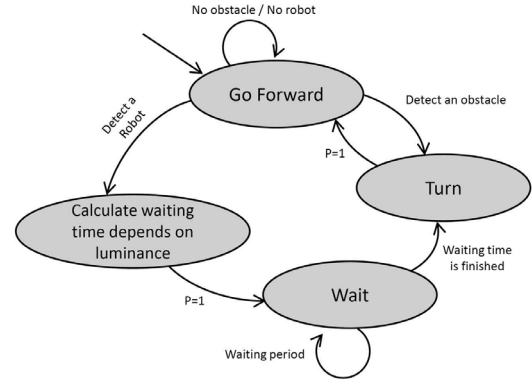 No obstacle / No robot
Go Forward
Detect a
Robot
Detect an obstacle
P=1
Turn
Calculate waiting
time depends on
luminance
Waiting time
is finished
P=1
Wait
Waiting period